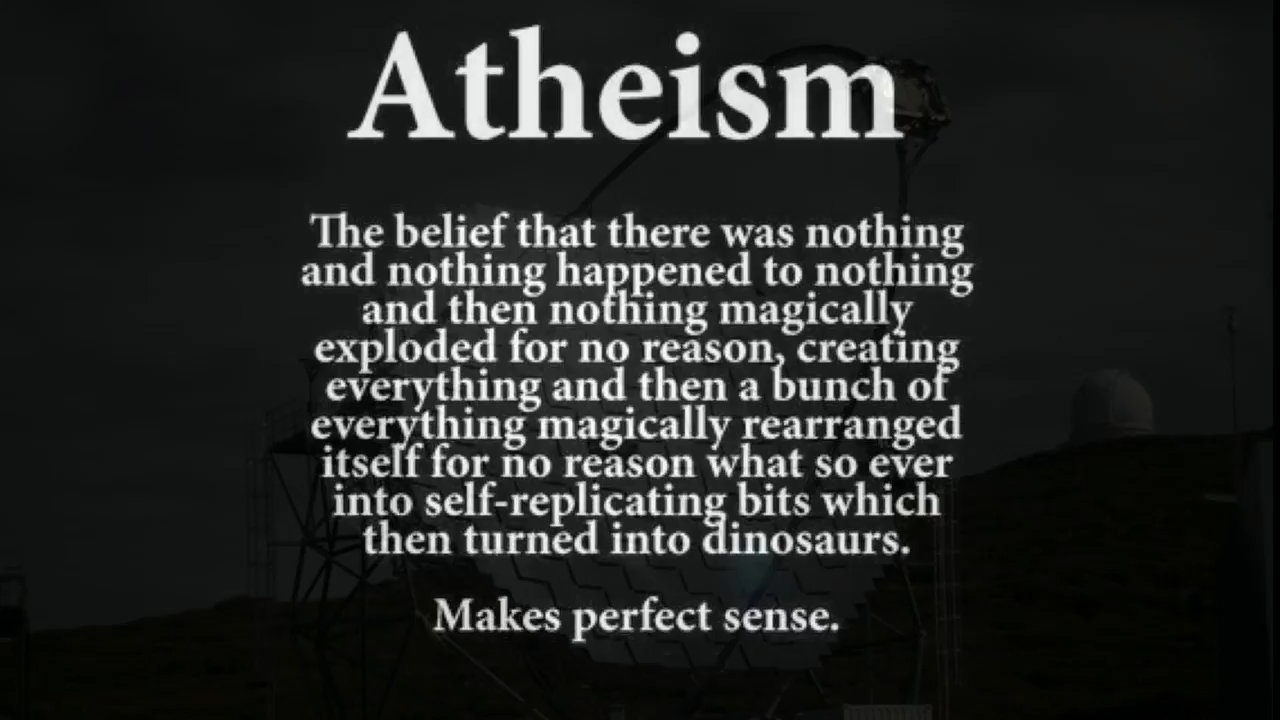 Atheism
The belief that there was nothing
and nothing happened to nothing
and then nothing magically
exploded for no reason, creating
everything and then a bunch of
everything magically rearranged
itself for no reason what so ever
into self-replicating bits which
then turned into dinosaurs.
Makes perfect sense.